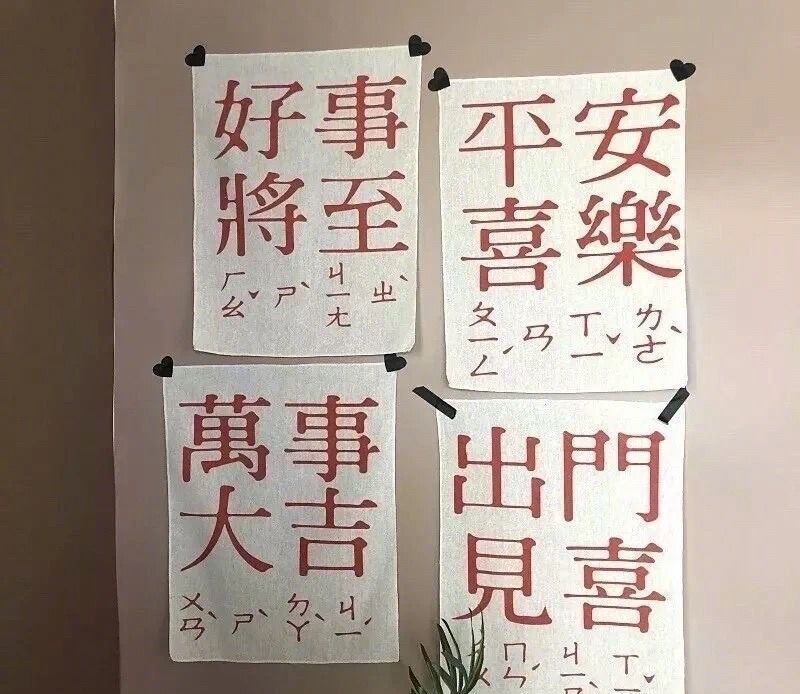 好事
將至
ㄏㄠˇ ㄕˋ ㄐㄧㄤ ㄓˋ
平安
喜樂
ㄆㄧㄥˊ ㄢ ㄒㄧˇ ㄌㄜˋ
萬事
大吉
ㄨㄢˋ ㄕˋ ㄉㄚˋ ㄐㄧˊ
出門
見喜
ㄇㄣˊ ㄐㄧㄢˋ ㄒㄧˇ